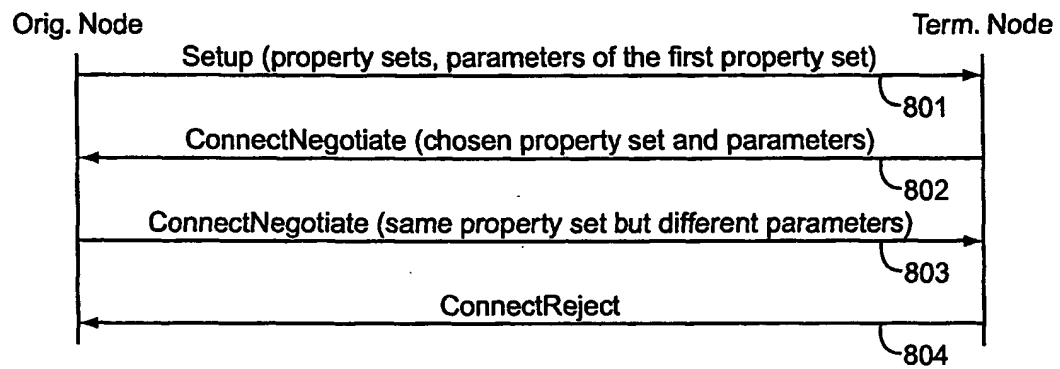 Orig. Node
Term. Node
Setup (property sets, parameters of the first property set)
801
ConnectNegotiate (chosen property set and parameters)
802
ConnectNegotiate (same property set but different parameters)
803
ConnectReject
804